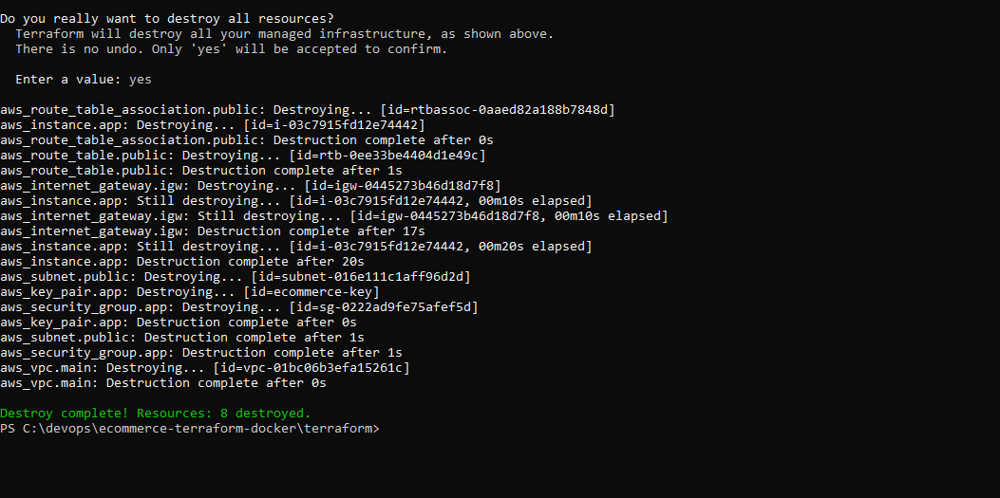 Do you really want to destroy all resources?
  Terraform will destroy all your managed infrastructure, as shown above.
  There is no undo. Only 'yes' will be accepted to confirm.
  Enter a value: yes
aws_route_table_association.public: Destroying... [id=rtbassoc-0aaed82a188b7848d]
aws_instance.app: Destroying... [id=i-03c7915fd12e74442]
aws_route_table_association.public: Destruction complete after 0s
aws_route_table.public: Destroying... [id=rtb-0ee33be4404d1e49c]
aws_route_table.public: Destruction complete after 1s
aws_internet_gateway.igw: Destroying... [id=igw-0445273b46d18d7f8]
aws_instance.app: Still destroying... [id=i-03c7915fd12e74442, 00m10s elapsed]
aws_internet_gateway.igw: Still destroying... [id=igw-0445273b46d18d7f8, 00m10s elapsed]
aws_internet_gateway.igw: Destruction complete after 17s
aws_instance.app: Still destroying... [id=i-03c7915fd12e74442, 00m20s elapsed]
aws_instance.app: Destruction complete after 20s
aws_subnet.public: Destroying... [id=subnet-016e111c1aff96d2d]
aws_key_pair.app: Destroying... [id=ecommerce-key]
aws_security_group.app: Destroying... [id=sg-0222ad9fe75afef5d]
aws_key_pair.app: Destruction complete after 0s
aws_subnet.public: Destruction complete after 1s
aws_security_group.app: Destruction complete after 1s
aws_vpc.main: Destroying... [id=vpc-01bc06b3efa15261c]
aws_vpc.main: Destruction complete after 0s
Destroy complete! Resources: 8 destroyed.
PS C:\devops\ecommerce-terraform-docker\terraform>